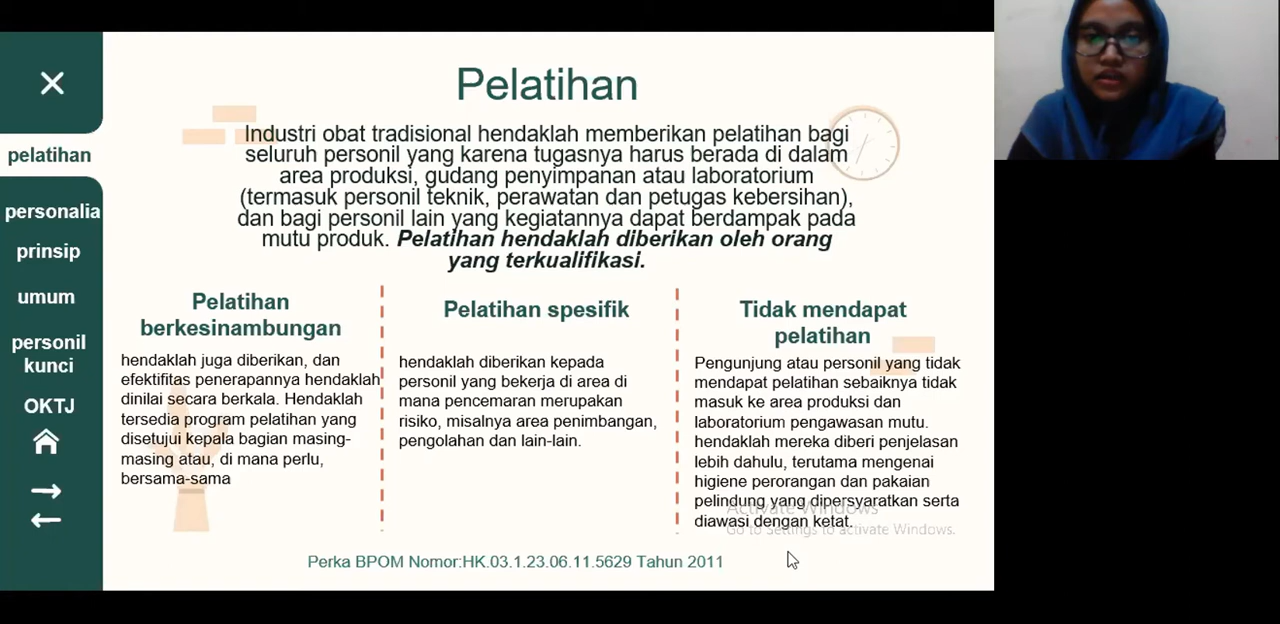 Pelatihan
Industri obat tradisional hendaklah memberikan pelatihan bagi
seluruh personil yang karena tugasnya harus berada di dalam
area produksi, gudang penyimpanan atau laboratorium
(termasuk personil teknik, perawatan dan petugas kebersihan),
dan bagi personil lain yang kegiatannya dapat berdampak pada
mutu produk. Pelatihan hendaklah diberikan oleh orang
yang terkualifikasi.
pelatihan
personalia
prinsip
umum
personil
kunci
OKTJ
Pelatihan
berkesinambungan
hendaklah juga diberikan, dan
efektifitas penerapannya hendaklah
dinilai secara berkala. Hendaklah
tersedia program pelatihan yang
disetujui kepala bagian masing-
masing atau, di mana perlu,
bersama-sama
Pelatihan spesifik
hendaklah diberikan kepada
personil yang bekerja di area di
mana pencemaran merupakan
risiko, misalnya area penimbangan,
pengolahan dan lain-lain.
Tidak mendapat
pelatihan
Pengunjung atau personil yang tidak
mendapat pelatihan sebaiknya tidak
masuk ke area produksi dan
laboratorium pengawasan mutu.
hendaklah mereka diberi penjelasan
lebih dahulu, terutama mengenai
higiene perorangan dan pakaian
pelindung yang dinersyaratkan serta
diawasi dengan ketat.
Activate Windows
Go to Settings to activate Windows.
Perka BPOM Nomor:HK.03.1.23.06.11.5629 Tahun 2011